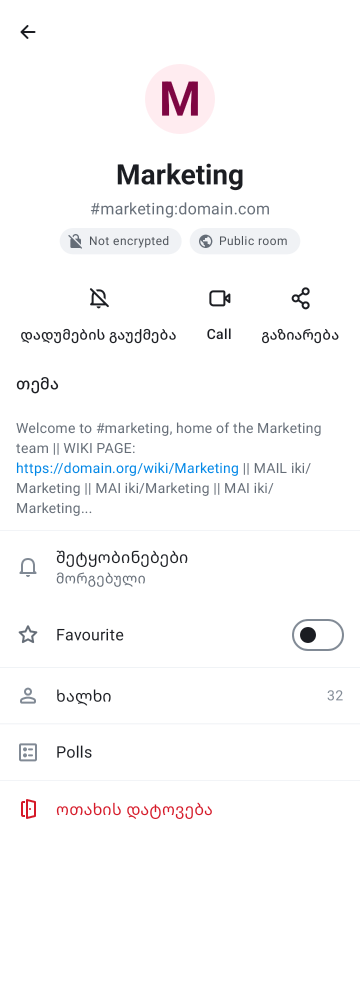 M
Marketing
#marketing:domain.com
Not encrypted
Public room
დადუმების გაუქმება
Call
გაზიარება
თემა
Welcome to #marketing, home of the Marketing
team || WIKI PAGE:
https://domain.org/wiki/Marketing || MAIL iki/
Marketing || MAI iki/Marketing || MAI iki/
Marketing...
შეტყობინებები
მორგებული
Favourite
ხალხი
32
Polls
ოთახის დატოვება